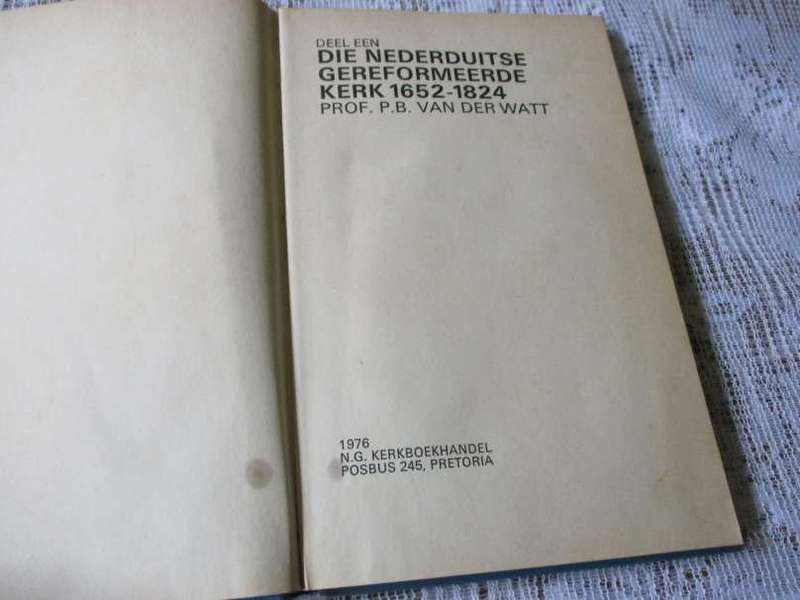 DEEL EEN
DIE NEDERDUITSE
GEREFORMEERDE
KERK 1652-1824
PROF. P.B. VAN DER WATT
1976
N.G. KERKBOEKHANDEL
POSBUS 245, PRETORIA